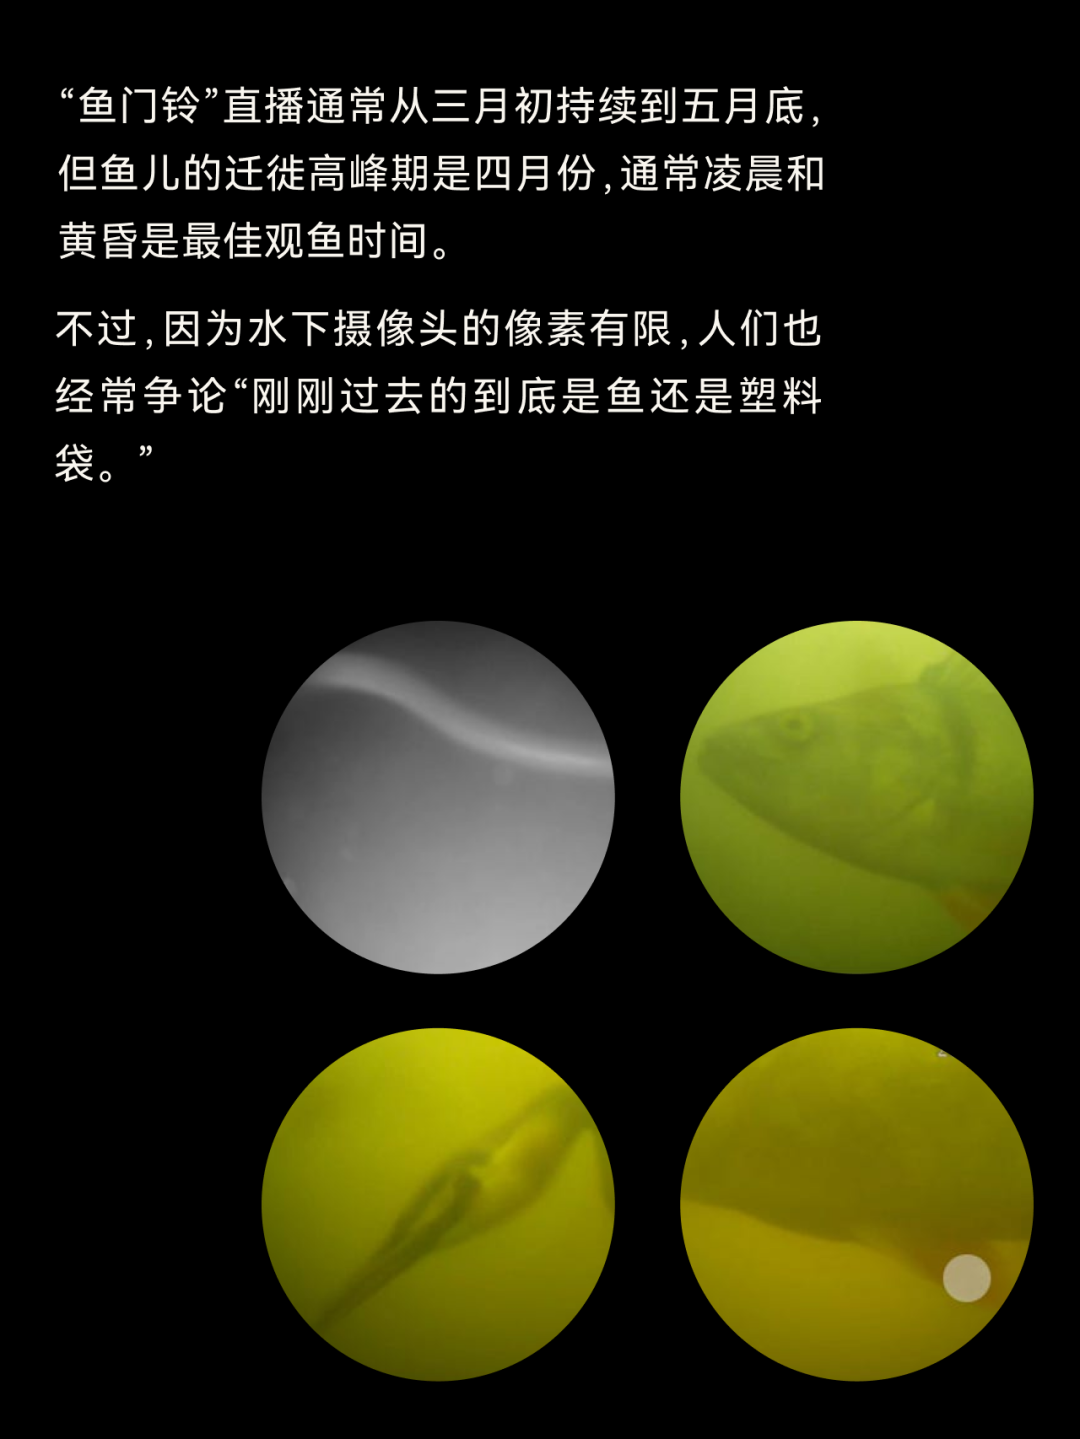 “鱼门铃”直播通常从三月初持续到五月底，
但鱼儿的迁徙高峰期是四月份，通常凌晨和
黄昏是最佳观鱼时间。
不过，因为水下摄像头的像素有限，人们也
经常争论“刚刚过去的到底是鱼还是塑料
袋。”